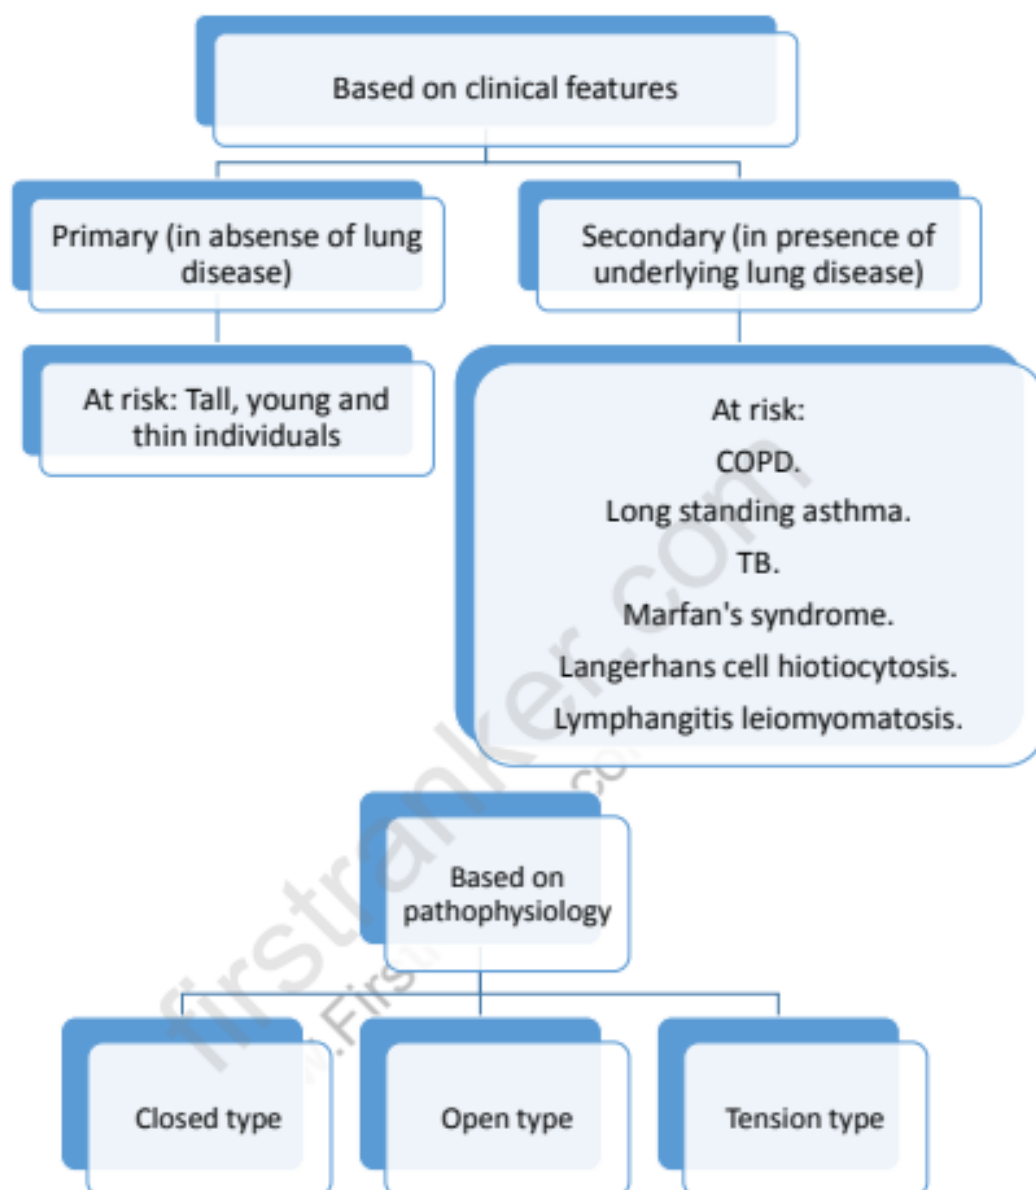 Based on clinical features
Primary (in absense of lung
disease)
Secondary (in presence of
underlying lung disease)
At risk: Tall, young and
thin individuals
At risk:
COPD.
Long standing asthma.
TB.
Marfan's syndrome.
Langerhans cell hiotiocytosis.
Lymphangitis leiomyomatosis.
firstranker.com
Based on
pathophysiology
Closed type
Open type
Tension type